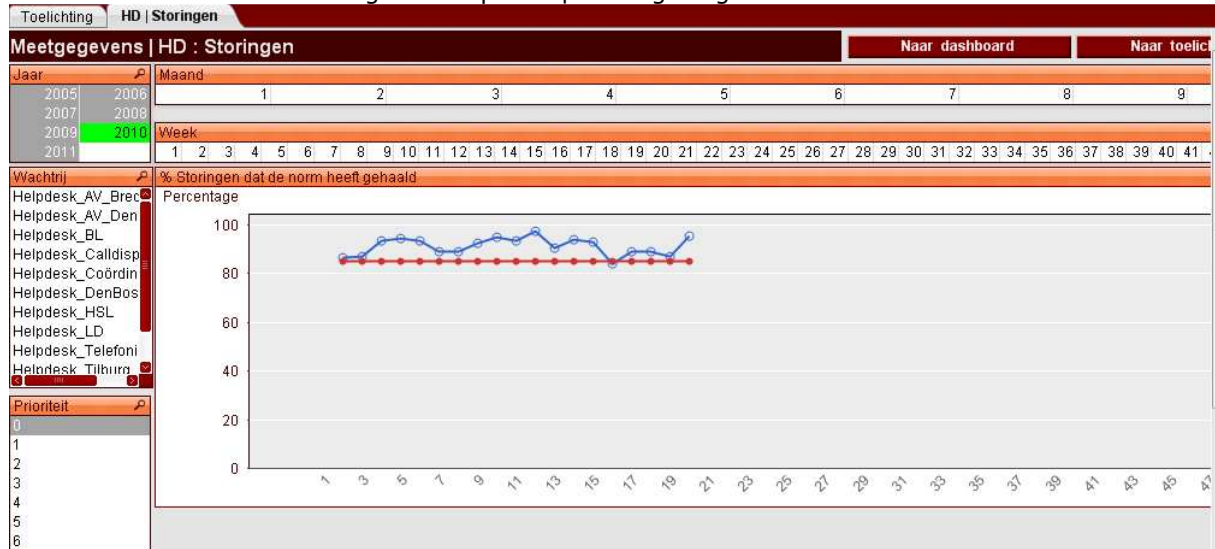 Toelichting HD | Storingen
Meetgegevens | HD : Storingen
Naar dashboard
Jaar
2005 2006
2007 2008
2009 2010
2011
Maand
1 2 3 4 5 6 7 8 9
Week
1 2 3 4 5 6 7 8 9 10 11 12 13 14 15 16 17 18 19 20 21 22 23 24 25 26 27 28 29 30 31 32 33 34 35 36 37 38 39 40 41
Wachtrij
Helpdesk_AV_Brec
Helpdesk_AV_Den
Helpdesk_BL
Helpdesk_Calldisp
Helpdesk_Coördin
Helpdesk_DenBos
Helpdesk_HSL
Helpdesk_LD
Helpdesk_Telefoni
Helpdesk_Tilburg
Prioriteit
0
1
2
3
4
5
6
% Storingen dat de norm heeft gehaald
Percentage
100
80
60
40
20
0
1 3 5 7 9 11 13 15 17 19 21 23 25 27 29 31 33 35 37 39 41 43 45 47
Naar toelic